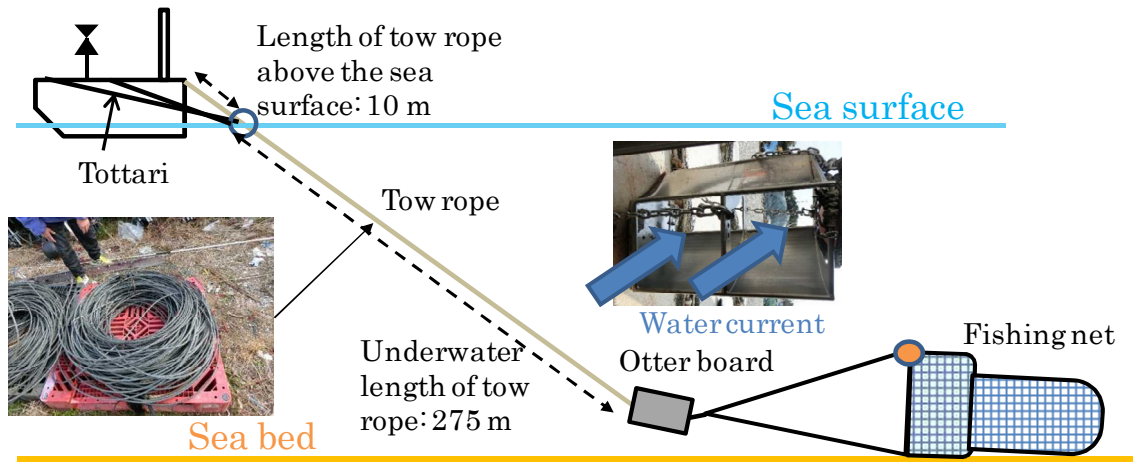 Length of tow rope
above the sea
surface: 10 m
Sea surface
Tottari
Tow rope
Water current
Underwater
length of tow
rope: 275 m
Otter board
Fishing net
Sea bed